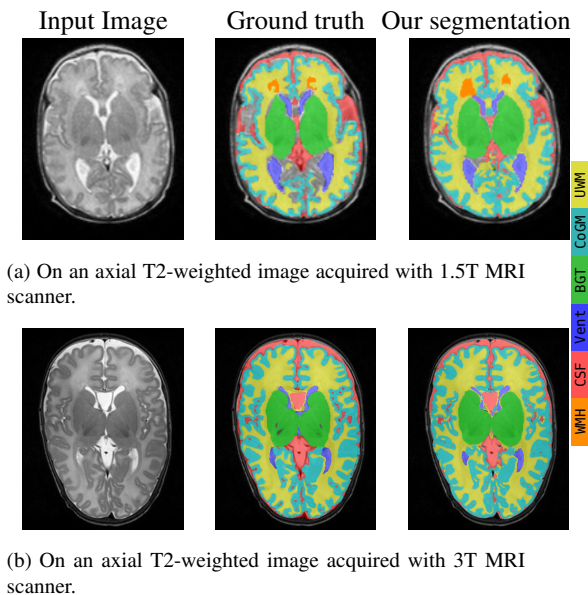 Input Image
Ground truth
Our segmentation
(a) On an axial T2-weighted image acquired with 1.5T MRI
scanner.
(b) On an axial T2-weighted image acquired with 3T MRI
scanner.
UWM
CoGM
BGT
Vent
CSF
WMH